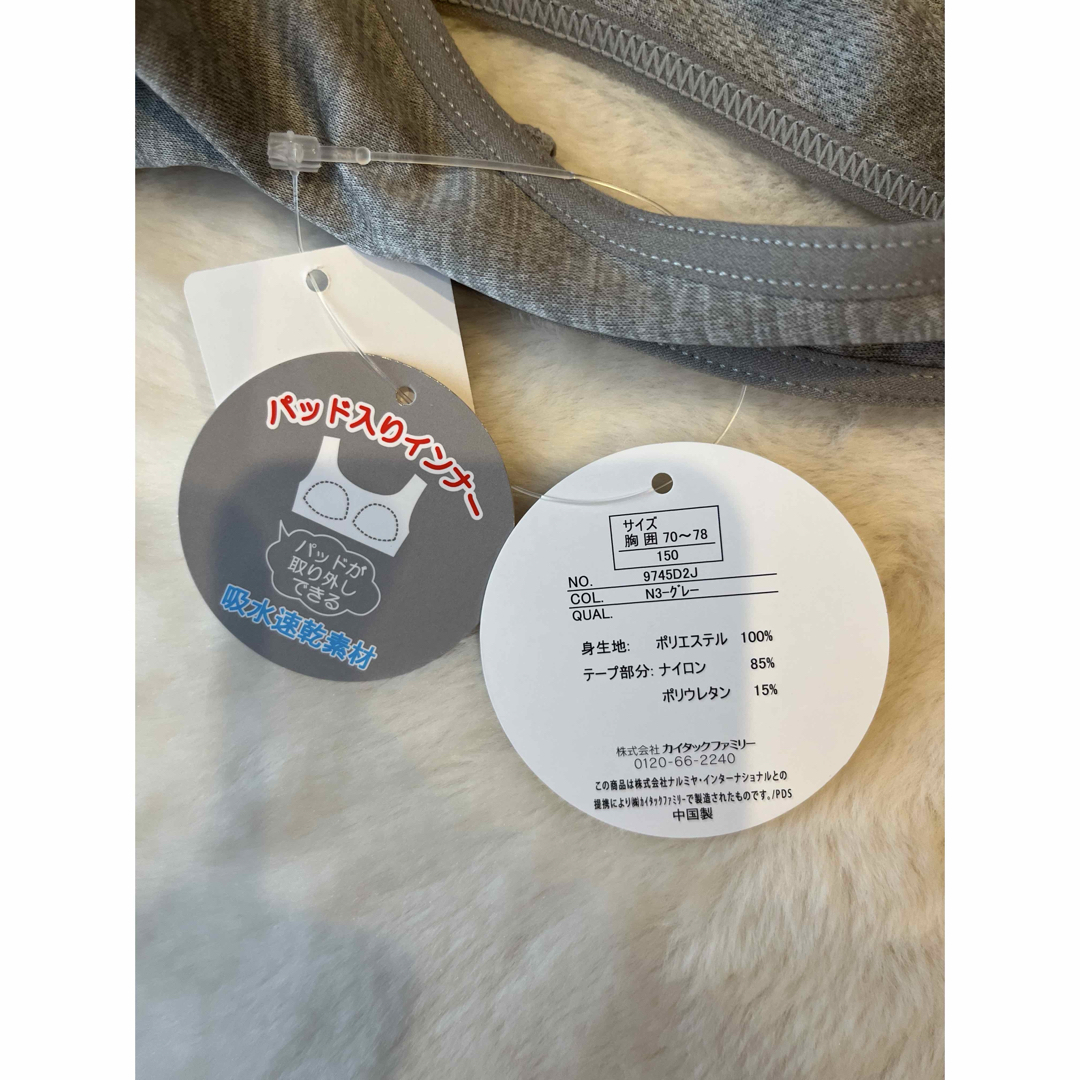 パッド入りインナー
パッドが
取り外し
できる
吸水速乾素材
サイズ
胸囲 70～78
150
NO. 9745D2J
COL. N3-ｸﾞﾚｰ
QUAL.
身生地: ポリエステル 100%
テープ部分: ナイロン 85%
ポリウレタン 15%
株式会社 カイタックファミリー
0120-66-2240
この商品は株式会社ナルミヤ・インターナショナルとの
提携により㈱ｶｲﾀｯｸﾌｧﾐﾘｰで製造されたものです。/PDS
中国製